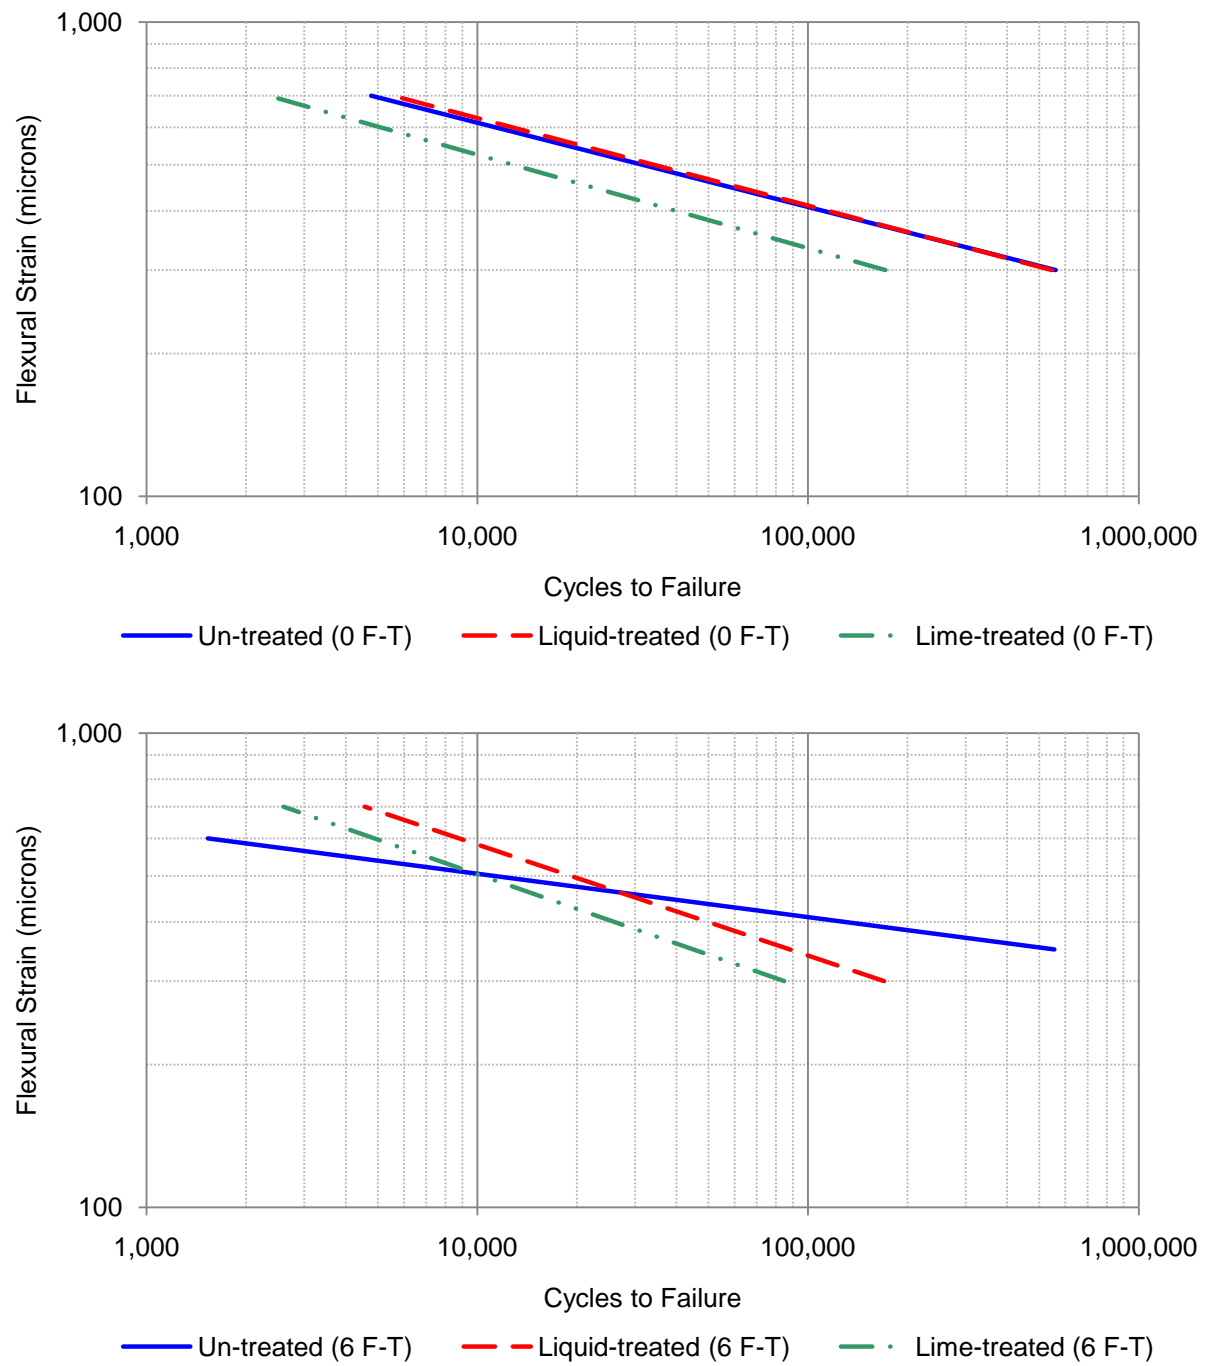 1,000
Flexural Strain (microns)
100
1,000 10,000 100,000 1,000,000
Cycles to Failure
Un-treated (0 F-T) Liquid-treated (0 F-T) Lime-treated (0 F-T)
1,000
Flexural Strain (microns)
100
1,000 10,000 100,000 1,000,000
Cycles to Failure
Un-treated (6 F-T) Liquid-treated (6 F-T) Lime-treated (6 F-T)